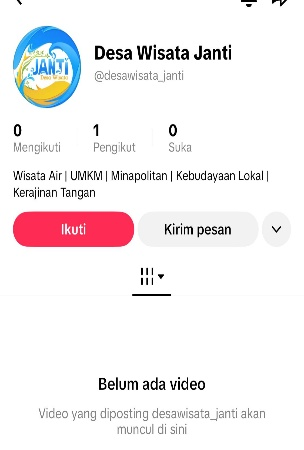 JANTI
Desa Wisata
Desa Wisata Janti
@desawisata_janti
0
1
0
Mengikuti
Pengikut
Suka
Wisata Air | UMKM | Minapolitan | Kebudayaan Lokal |
Kerajinan Tangan
Ikuti
Kirim pesan
Belum ada video
Video yang diposting desawisata_janti akan
muncul di sini